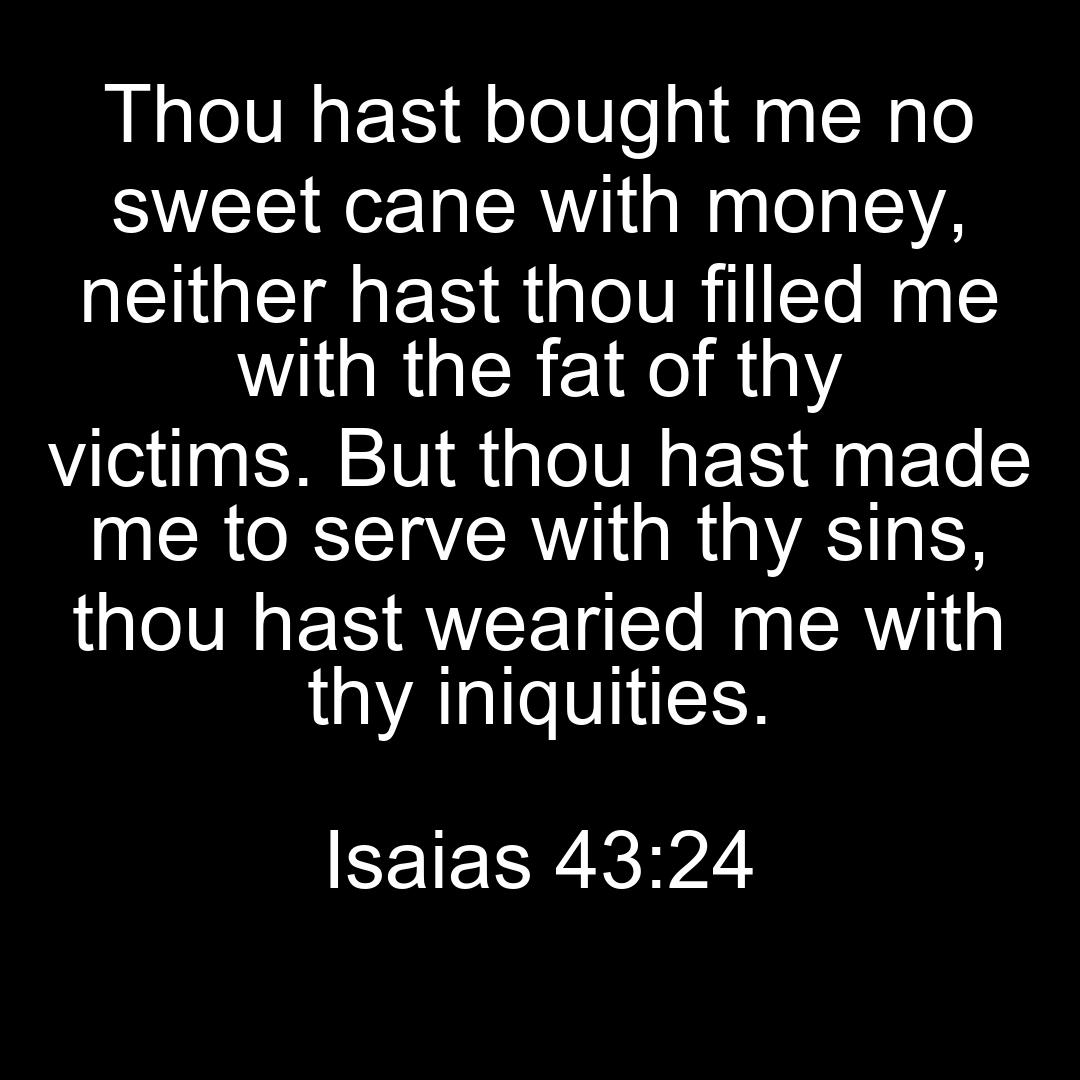 Thou hast bought me no
sweet cane with money,
neither hast thou filled me
with the fat of thy
victims. But thou hast made
me to serve with thy sins,
thou hast wearied me with
thy iniquities.
Isaias 43:24